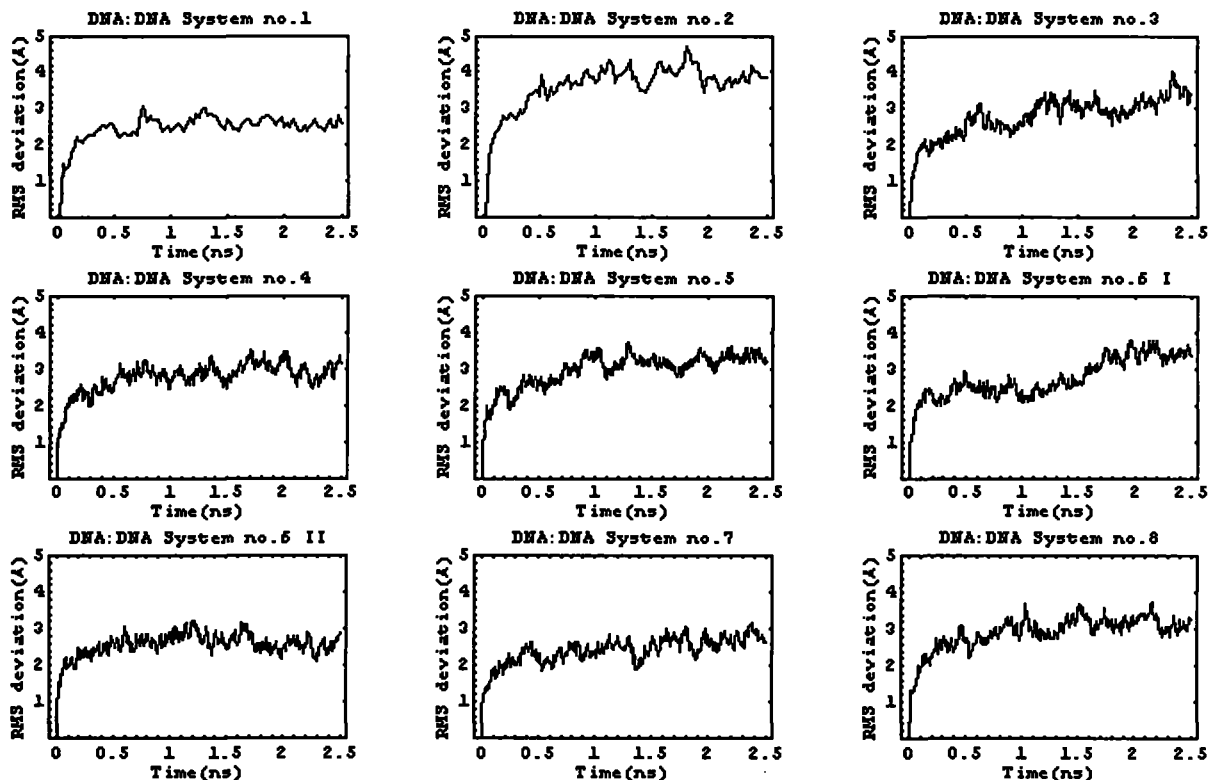 DNA:DNA System no.1
DNA:DNA System no.2
DNA:DNA System no.3
RMS deviation(Å)
5
4
3
2
1
0 0.5 1 1.5 2 2.5
Time(ns)
RMS deviation(Å)
5
4
3
2
1
0 0.5 1 1.5 2 2.5
Time(ns)
RMS deviation(Å)
5
4
3
2
1
0 0.5 1 1.5 2 2.5
Time(ns)
DNA:DNA System no.4
DNA:DNA System no.5
DNA:DNA System no.6 I
RMS deviation(Å)
5
4
3
2
1
0 0.5 1 1.5 2 2.5
Time(ns)
RMS deviation(Å)
5
4
3
2
1
0 0.5 1 1.5 2 2.5
Time(ns)
RMS deviation(Å)
5
4
3
2
1
0 0.5 1 1.5 2 2.5
Time(ns)
DNA:DNA System no.6 II
DNA:DNA System no.7
DNA:DNA System no.8
RMS deviation(Å)
5
4
3
2
1
0 0.5 1 1.5 2 2.5
Time(ns)
RMS deviation(Å)
5
4
3
2
1
0 0.5 1 1.5 2 2.5
Time(ns)
RMS deviation(Å)
5
4
3
2
1
0 0.5 1 1.5 2 2.5
Time(ns)